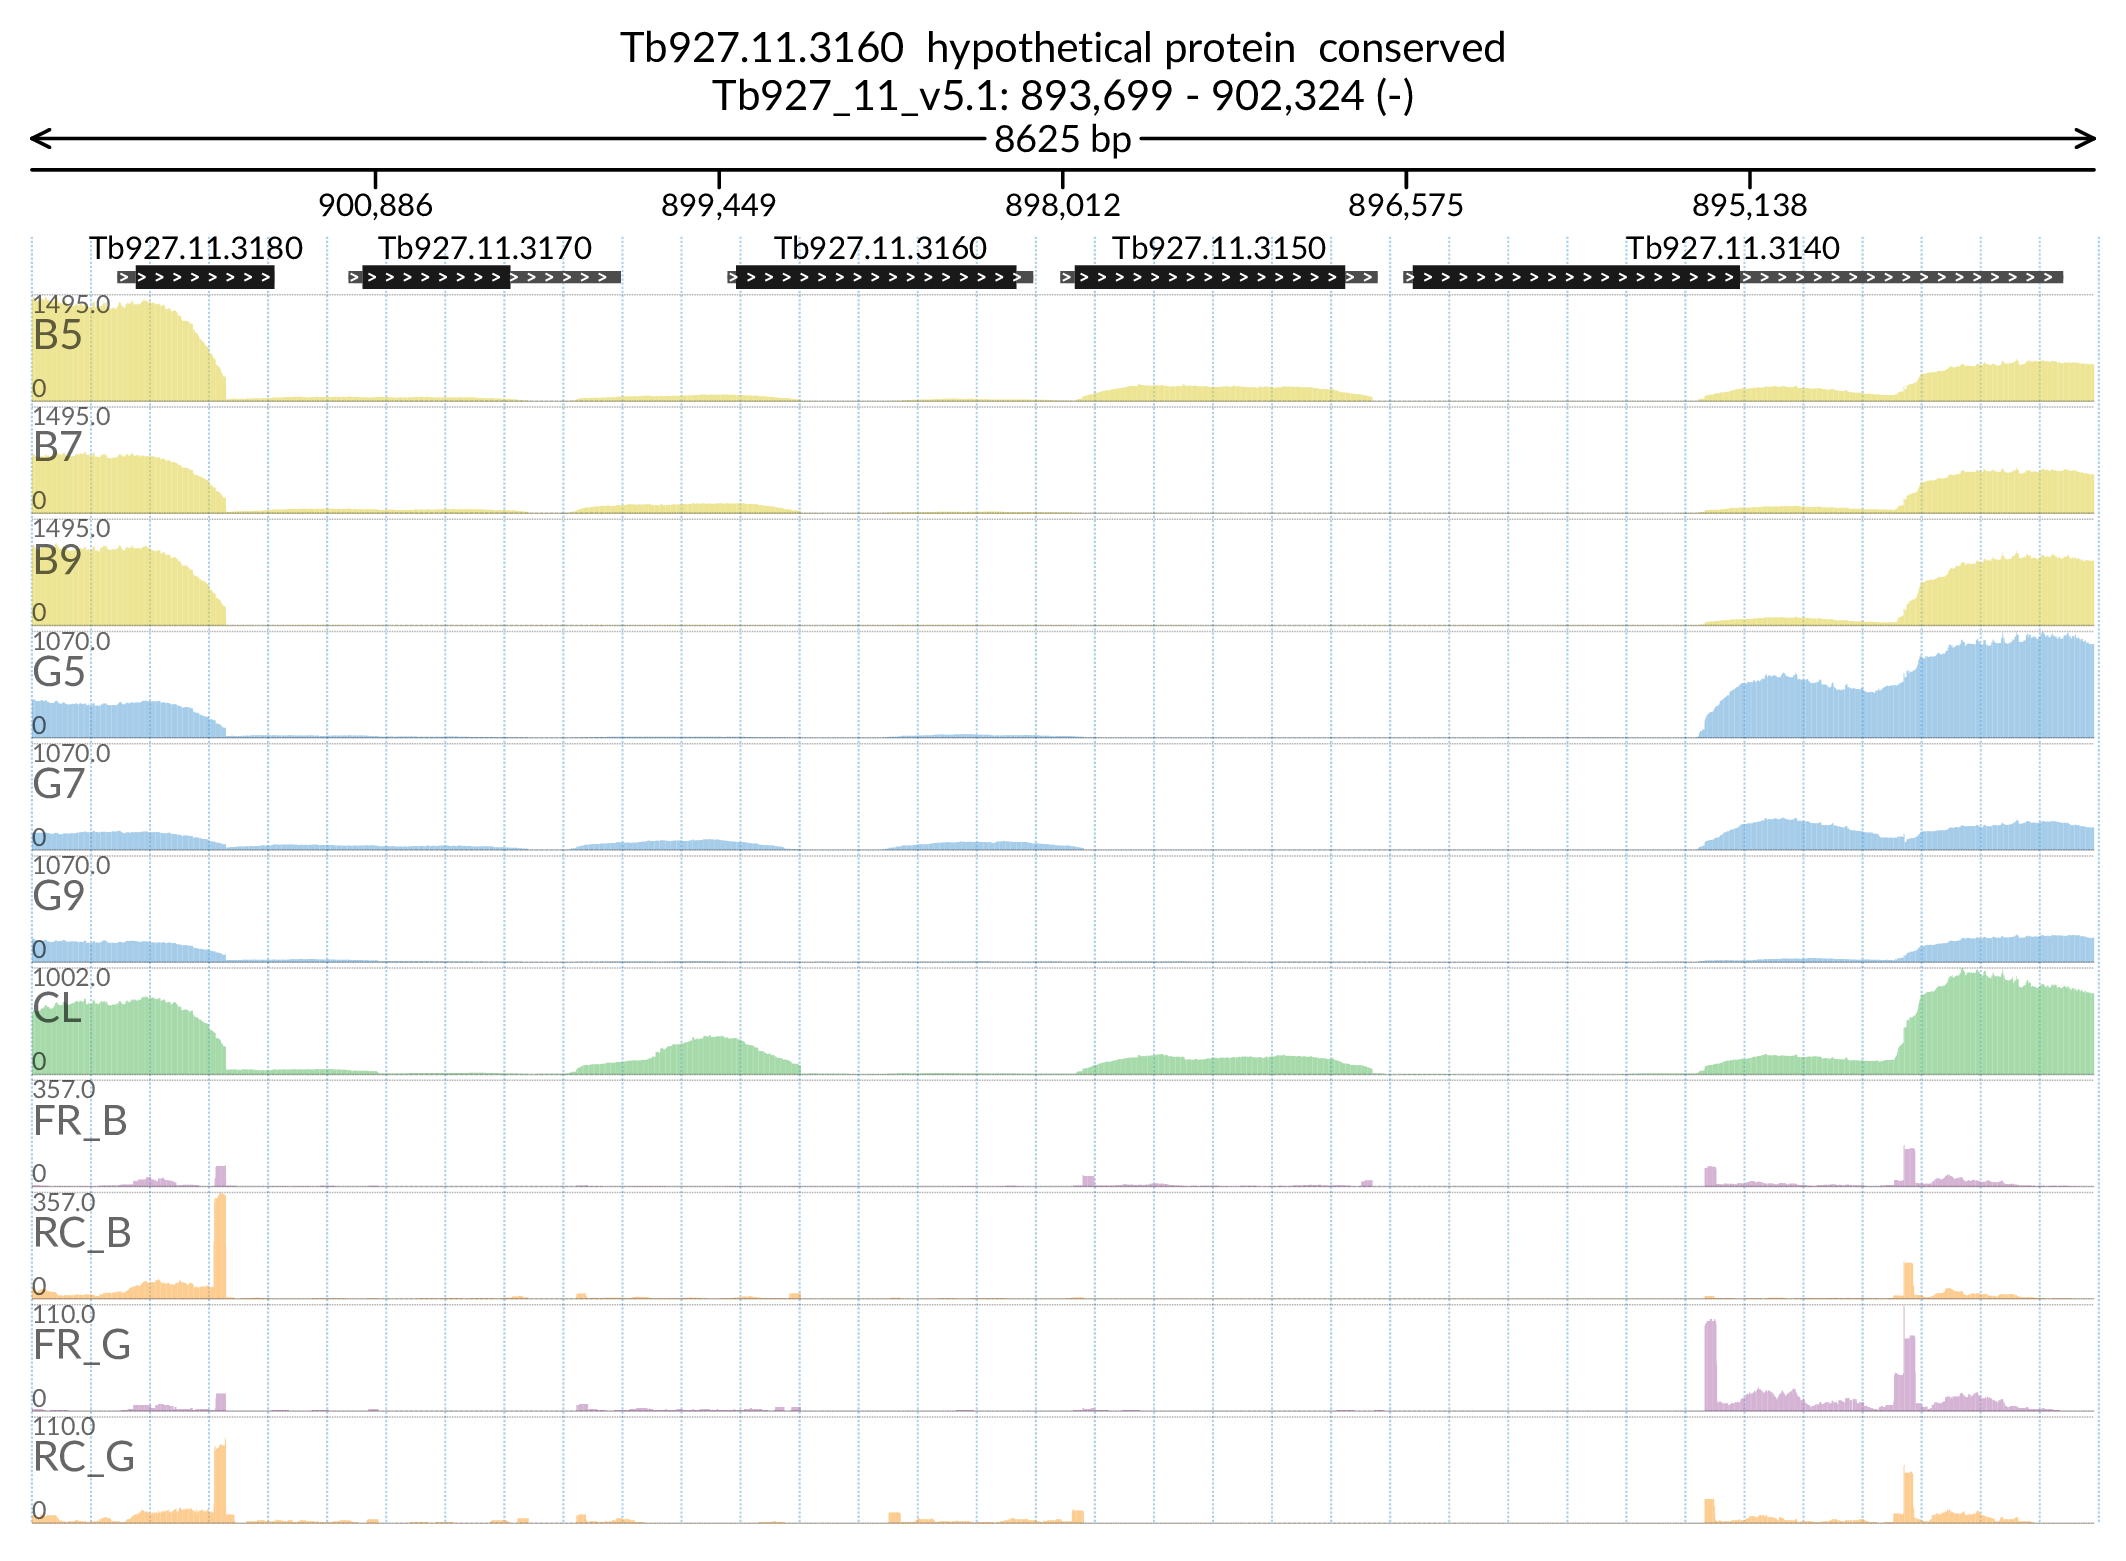 Tb927.11.3160 hypothetical protein conserved
Tb927_11_v5.1: 893,699 - 902,324 (-)
8625 bp
900,886 899,449 898,012 896,575 895,138
Tb927.11.3180 Tb927.11.3170 Tb927.11.3160 Tb927.11.3150 Tb927.11.3140
1495.0
B5
0
1495.0
B7
0
1495.0
B9
0
1070.0
G5
0
1070.0
G7
0
1070.0
G9
0
1002.0
CL
0
357.0
FR_B
0
357.0
RC_B
0
110.0
FR_G
0
110.0
RC_G
0